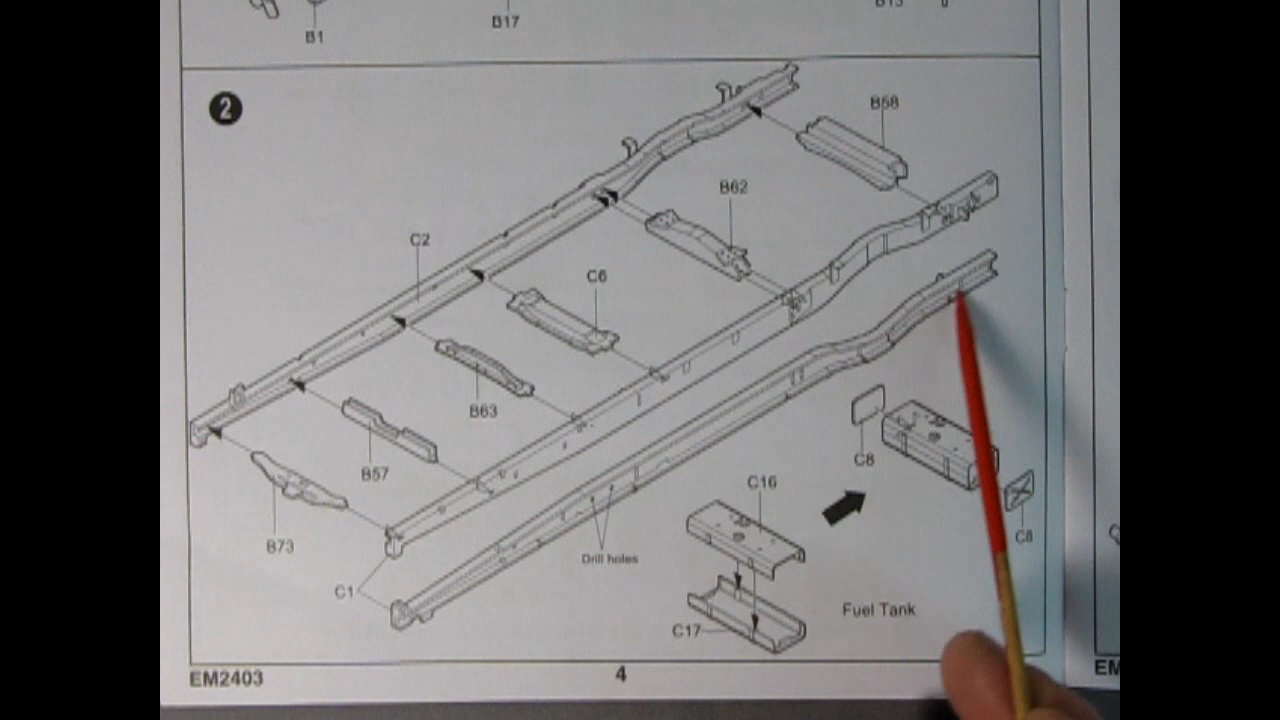 B1
B17
B13
2
B58
B62
C2
C6
B63
B57
C8
C16
B73
C8
Drill holes
C1
Fuel Tank
C17
EM2403
4
EM